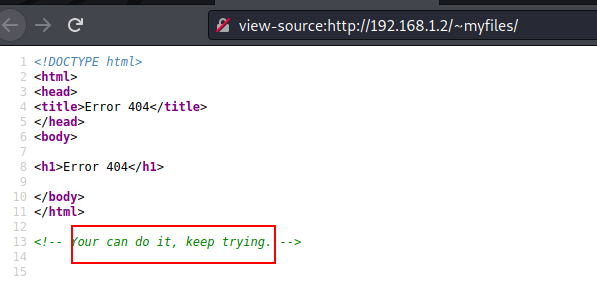 view-source:http://192.168.1.2/~myfiles/
1 <!DOCTYPE html>
2 <html>
3 <head>
4 <title>Error 404</title>
5 </head>
6 <body>
7
8 <h1>Error 404</h1>
9
10 </body>
11 </html>
12
13 <!-- Your can do it, keep trying. -->
14
15